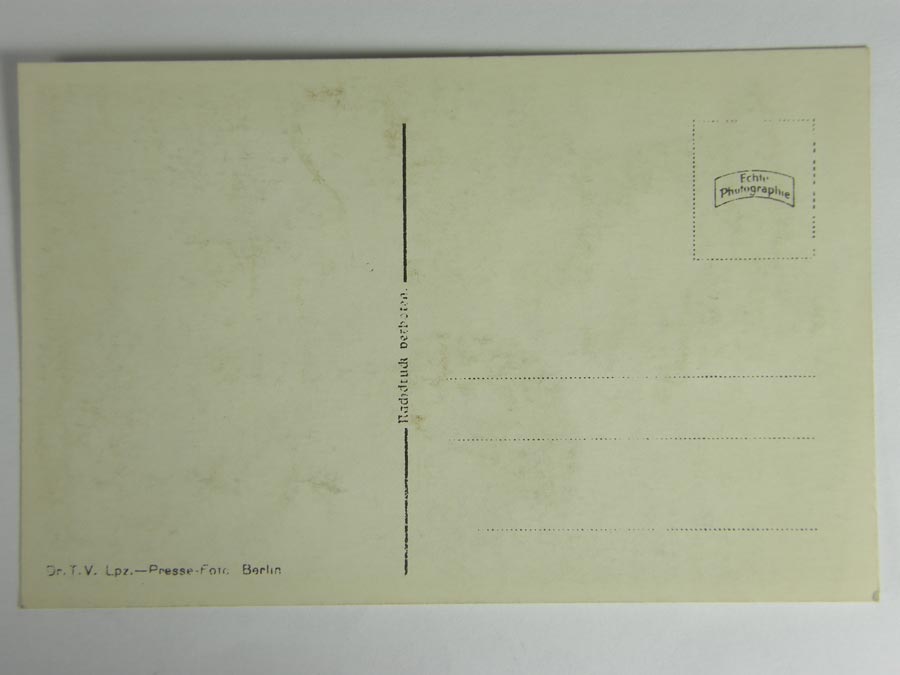 Echte
Photographie
Nachdruck verboten.
Dr. T. V. Lpz.—Presse-Foto Berlin